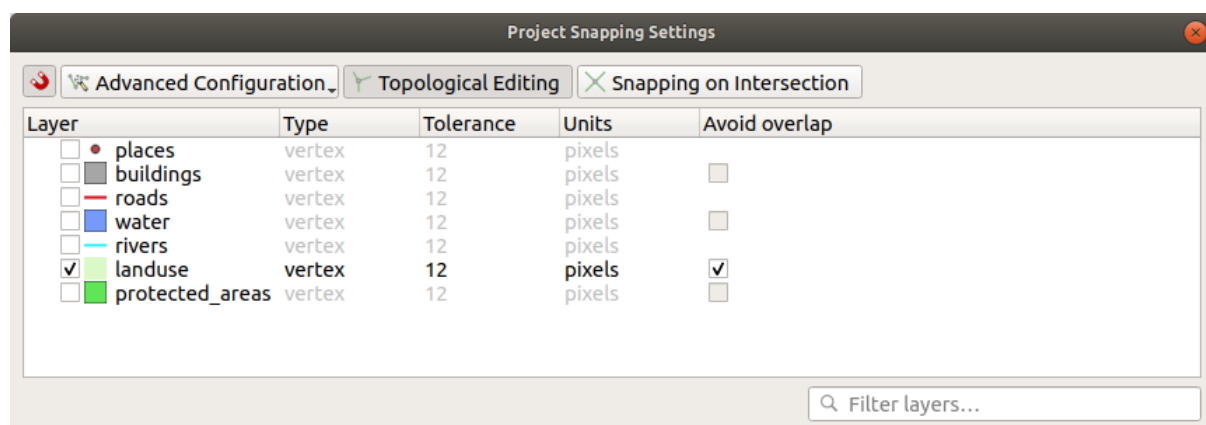 Project Snapping Settings
Advanced Configuration Topological Editing Snapping on Intersection
Layer Type Tolerance Units Avoid overlap
places vertex 12 pixels
buildings vertex 12 pixels
roads vertex 12 pixels
water vertex 12 pixels
rivers vertex 12 pixels
landuse vertex 12 pixels
protected_areas vertex 12 pixels
Filter layers...